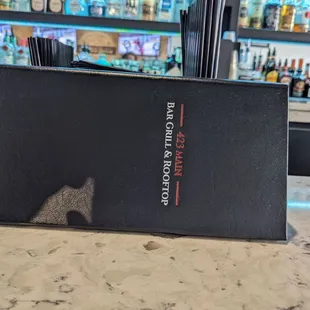 423 MAIN
BAR GRILL & ROOFTOP